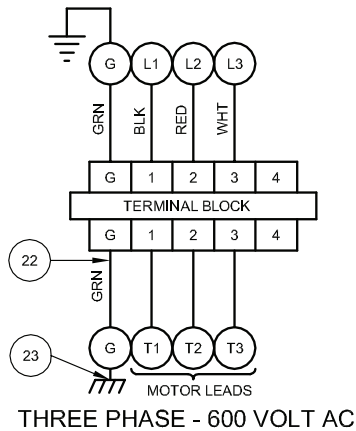 G L1 L2 L3
GRN BLK RED WHT
G 1 2 3 4
TERMINAL BLOCK
G 1 2 3 4
22
GRN
23
G T1 T2 T3
MOTOR LEADS
THREE PHASE - 600 VOLT AC